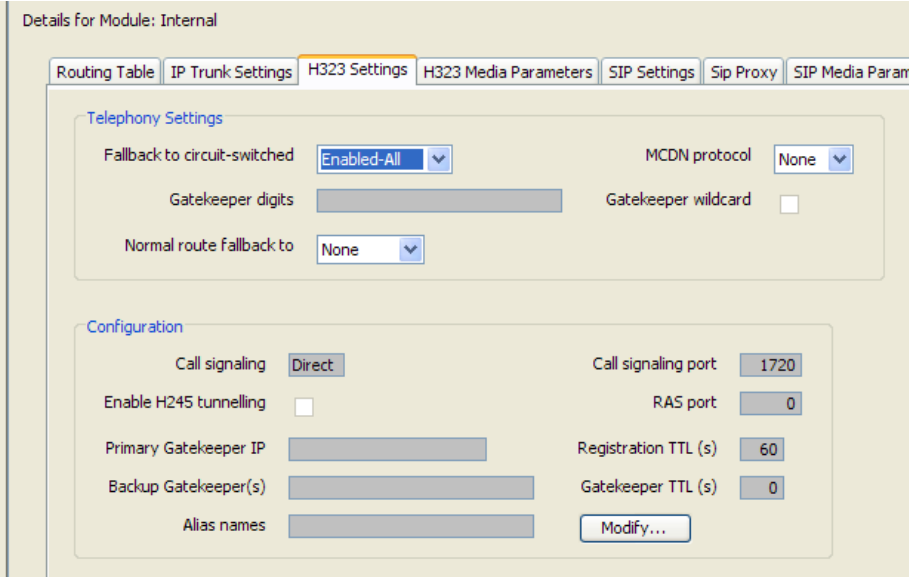 Details for Module: Internal
Routing Table IP Trunk Settings H323 Settings H323 Media Parameters SIP Settings Sip Proxy SIP Media Param
Telephony Settings
Fallback to circuit-switched Enabled-All MCDN protocol None
Gatekeeper digits Gatekeeper wildcard
Normal route fallback to None
Configuration
Call signaling Direct Call signaling port 1720
Enable H245 tunnelling RAS port 0
Primary Gatekeeper IP Registration TTL (s) 60
Backup Gatekeeper(s) Gatekeeper TTL (s) 0
Alias names Modify...